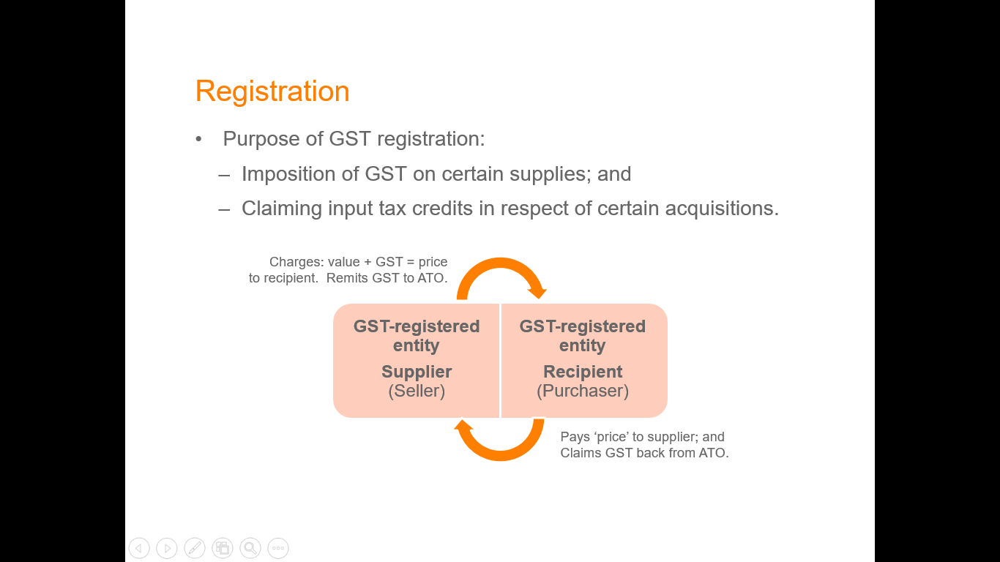 Registration
• Purpose of GST registration:
– Imposition of GST on certain supplies; and
– Claiming input tax credits in respect of certain acquisitions.
Charges: value + GST = price
to recipient.  Remits GST to ATO.
GST-registered
entity
Supplier
(Seller)
GST-registered
entity
Recipient
(Purchaser)
Pays ‘price’ to supplier; and
Claims GST back from ATO.